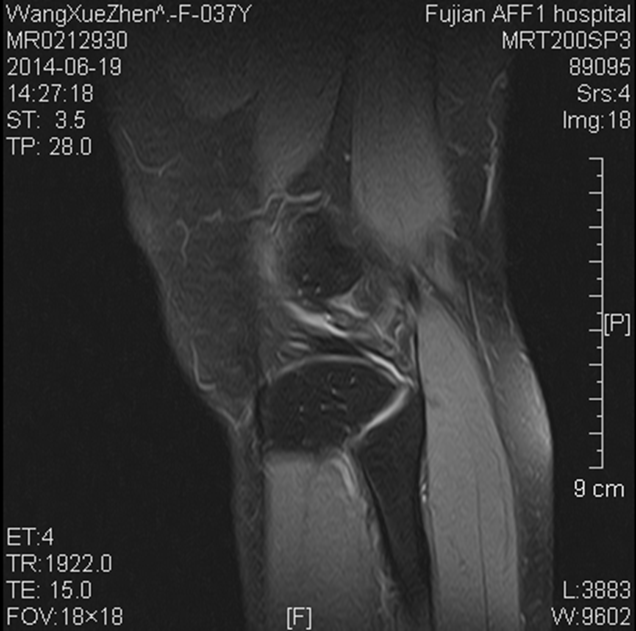 WangXueZhen^.-F-037Y
MR0212930
2014-06-19
14:27:18
ST: 3.5
TP: 28.0
Fujian AFF1 hospital
MRT200SP3
89095
Srs:4
Img:18
[P]
9 cm
ET:4
TR:1922.0
TE: 15.0
FOV:18×18
[F]
L:3883
W:9602